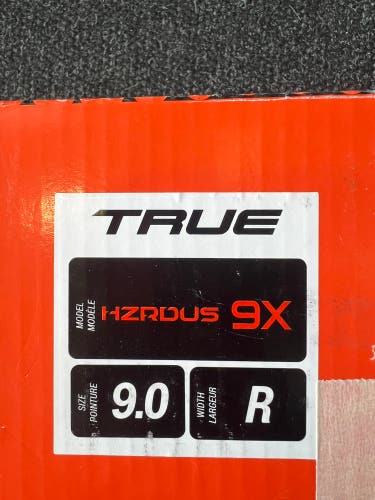 TRUE
MODEL
MODÈLE
HZRDUS 9X
SIZE
POINTURE
9.0
WIDTH
LARGEUR
R